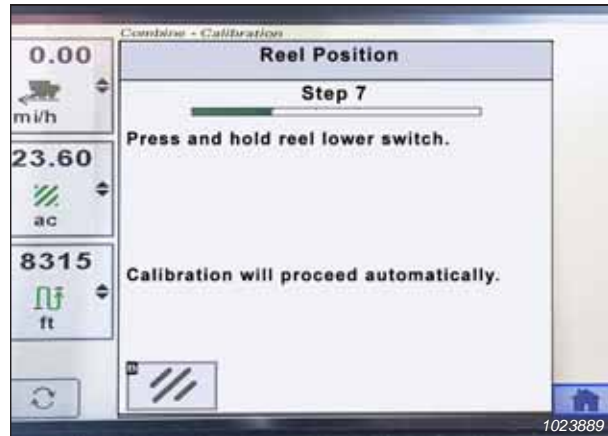 Combine - Calibration
Reel Position
Step 7
Press and hold reel lower switch.
Calibration will proceed automatically.
0.00
mi/h
23.60
ac
8315
ft
1023889